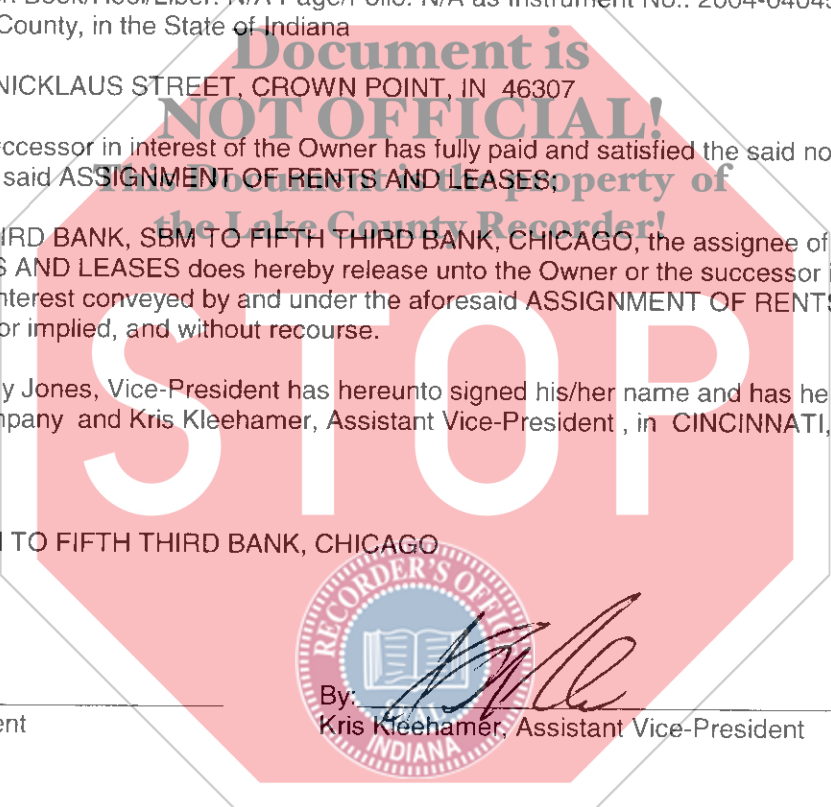 Book/Reel/Liber: N/A Page/Folio: N/A as Instrument No.: 2004-04045
County, in the State of Indiana
Document is
NICKLAUS STREET, CROWN POINT, IN 46307
NOT OFFICIAL!
ccessor in interest of the Owner has fully paid and satisfied the said no
This Document is the property of
said ASSIGNMENT OF RENTS AND LEASES;
the Lake County Recorder!
IRD BANK, SBM TO FIFTH THIRD BANK, CHICAGO, the assignee of
S AND LEASES does hereby release unto the Owner or the successor i
nterest conveyed by and under the aforesaid ASSIGNMENT OF RENTS
or implied, and without recourse.
STOP
y Jones, Vice-President has hereunto signed his/her name and has he
mpany and Kris Kleehamer, Assistant Vice-President , in CINCINNATI,
TO FIFTH THIRD BANK, CHICAGO
RECORDER'S OFFICE
SEAL
INDIANA
By:
ent
Kris Kleehamer, Assistant Vice-President